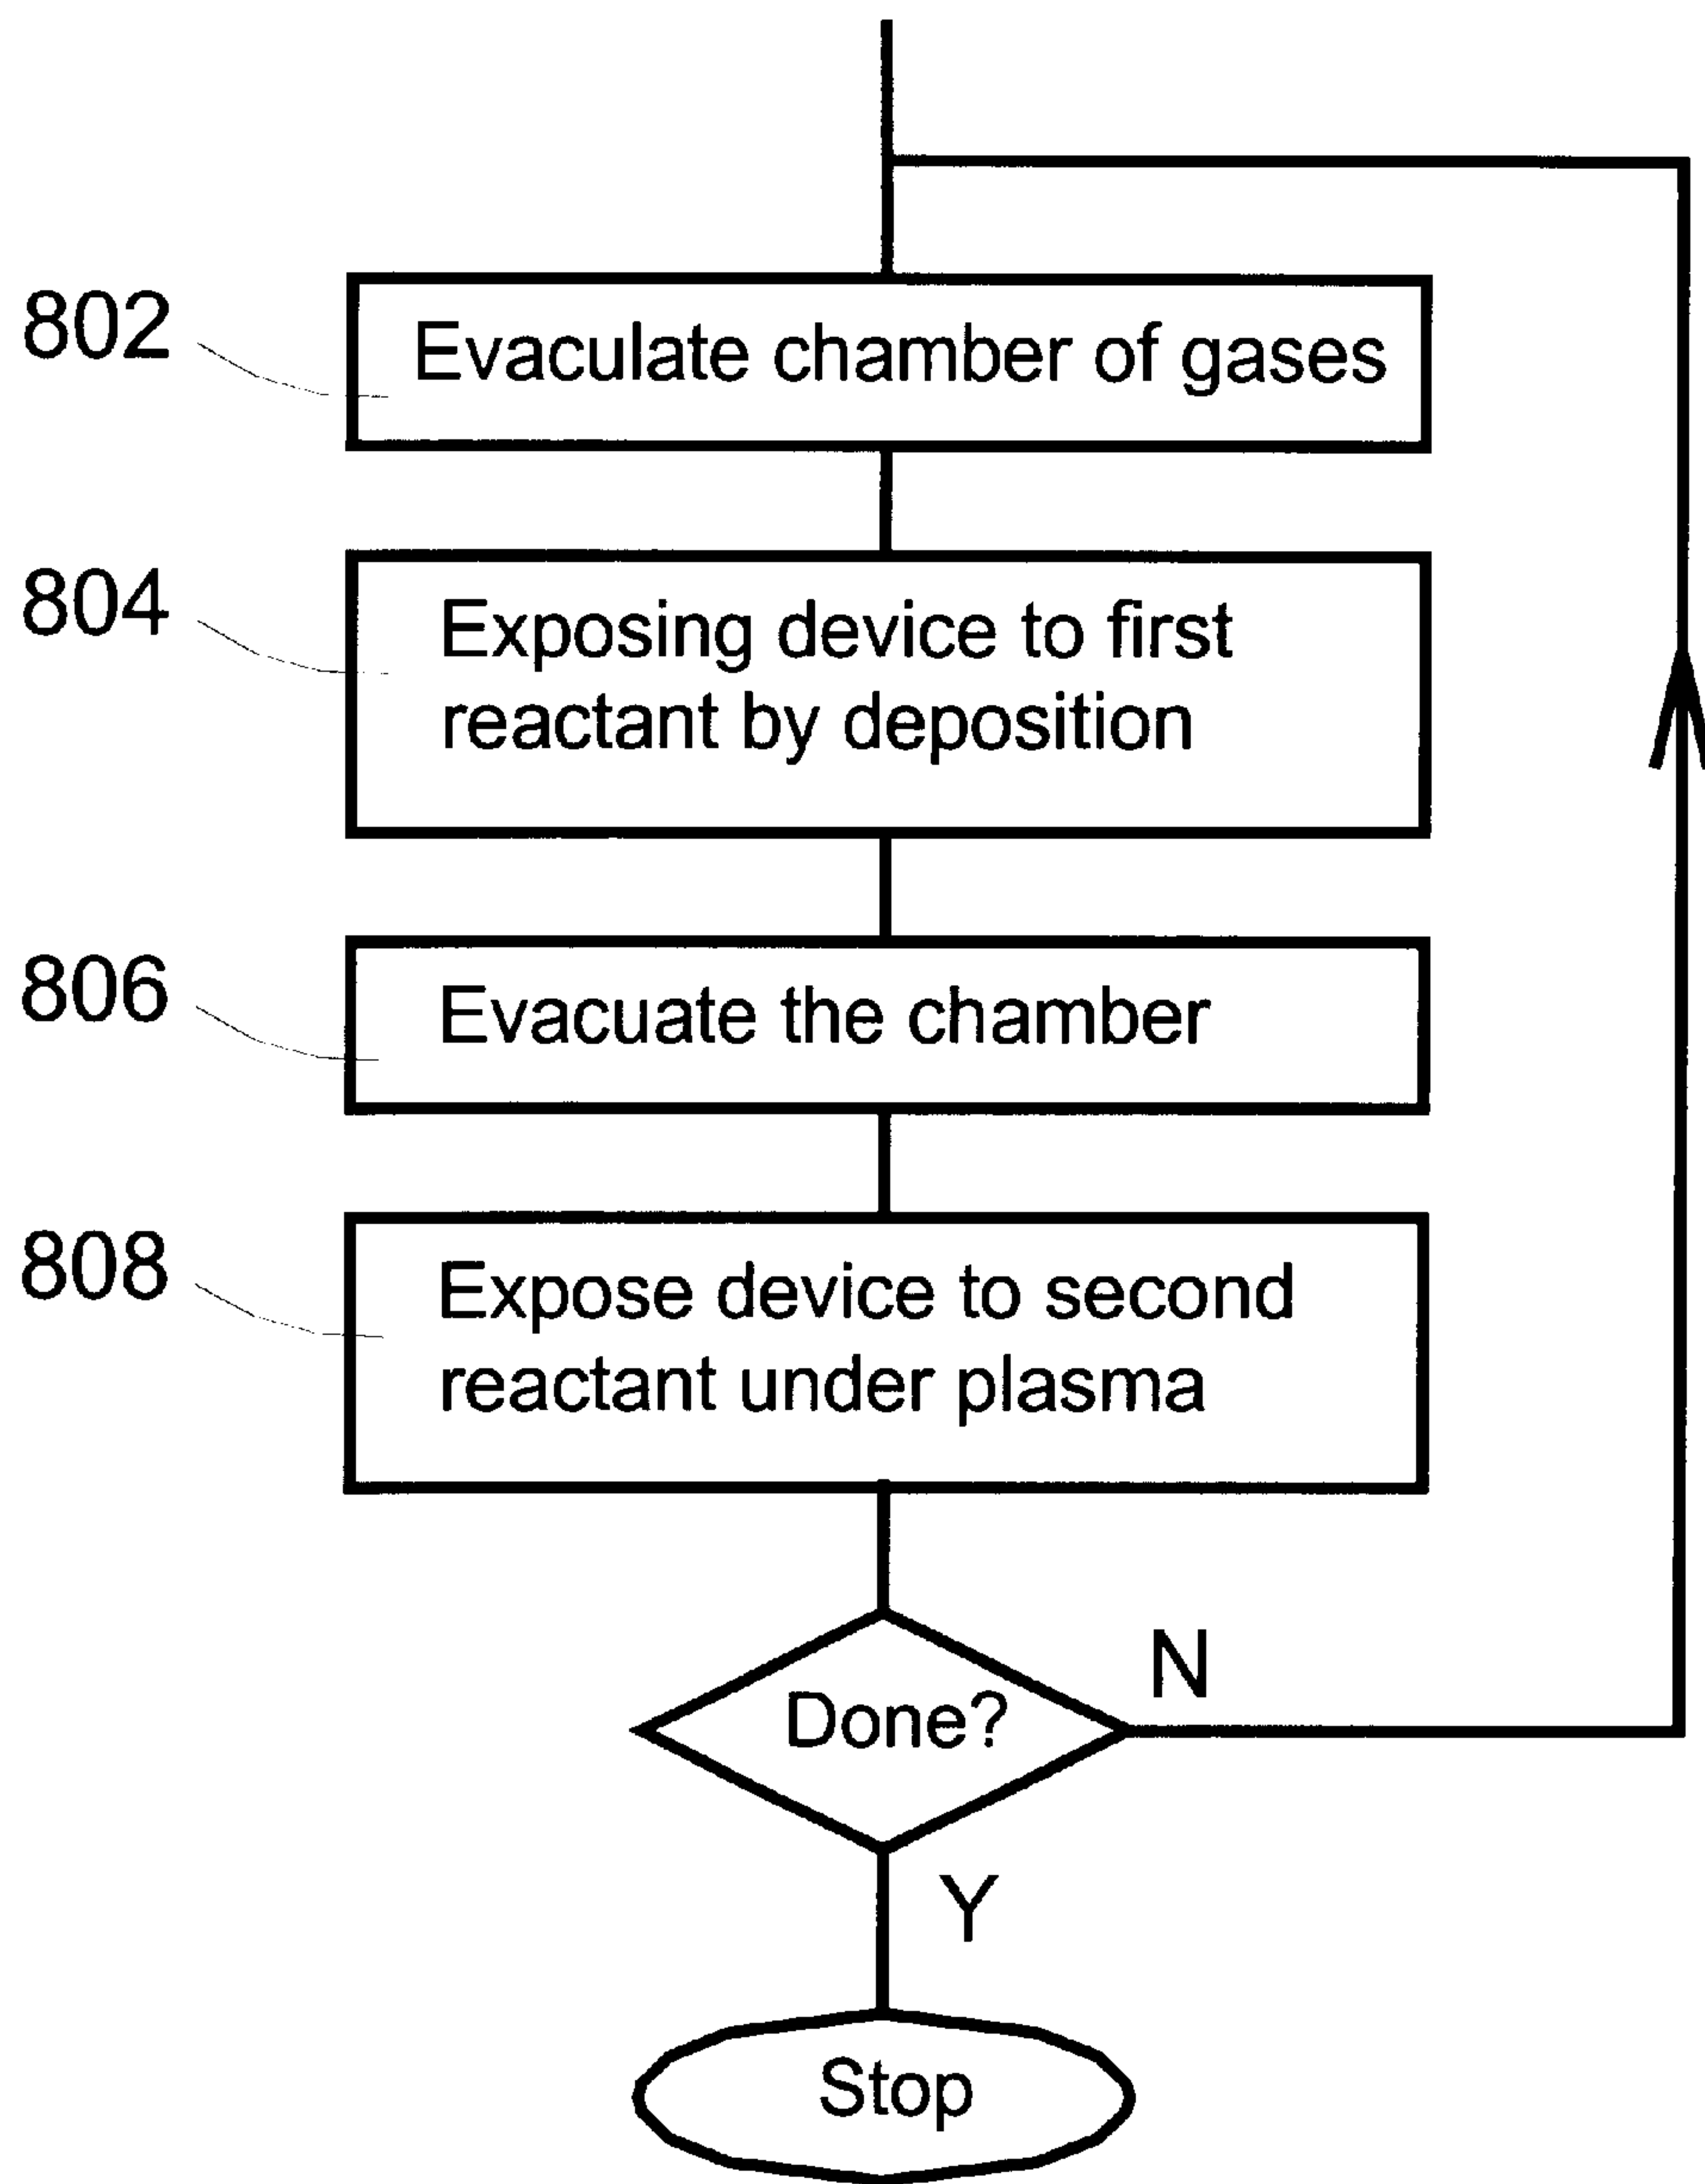 802
Evaculate chamber of gases
804
Exposing device to first
reactant by deposition
806
Evacuate the chamber
808
Expose device to second
reactant under plasma
Done?
N
Y
Stop